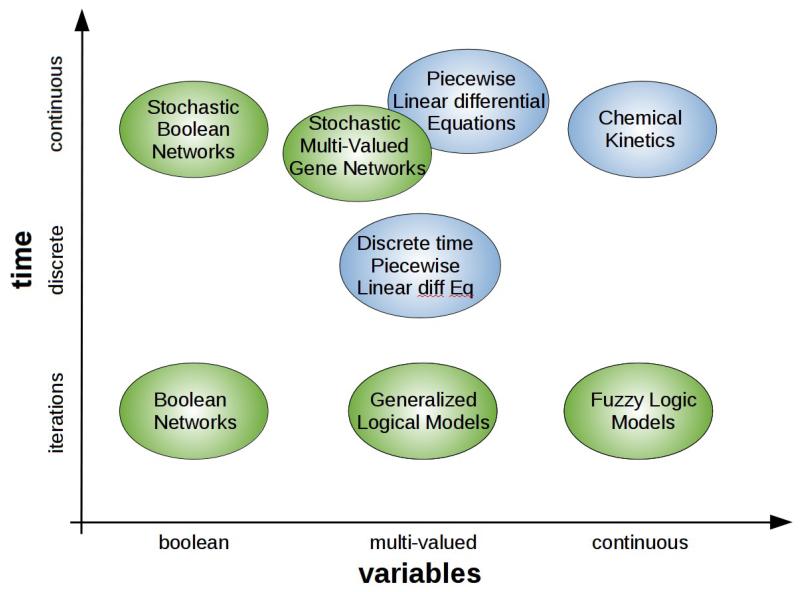 continuous
Stochastic
Boolean
Networks
Stochastic
Multi-Valued
Gene Networks
Piecewise
Linear differential
Equations
Chemical
Kinetics
time
discrete
Discrete time
Piecewise
Linear diff Eq
iterations
Boolean
Networks
Generalized
Logical Models
Fuzzy Logic
Models
boolean
multi-valued
continuous
variables